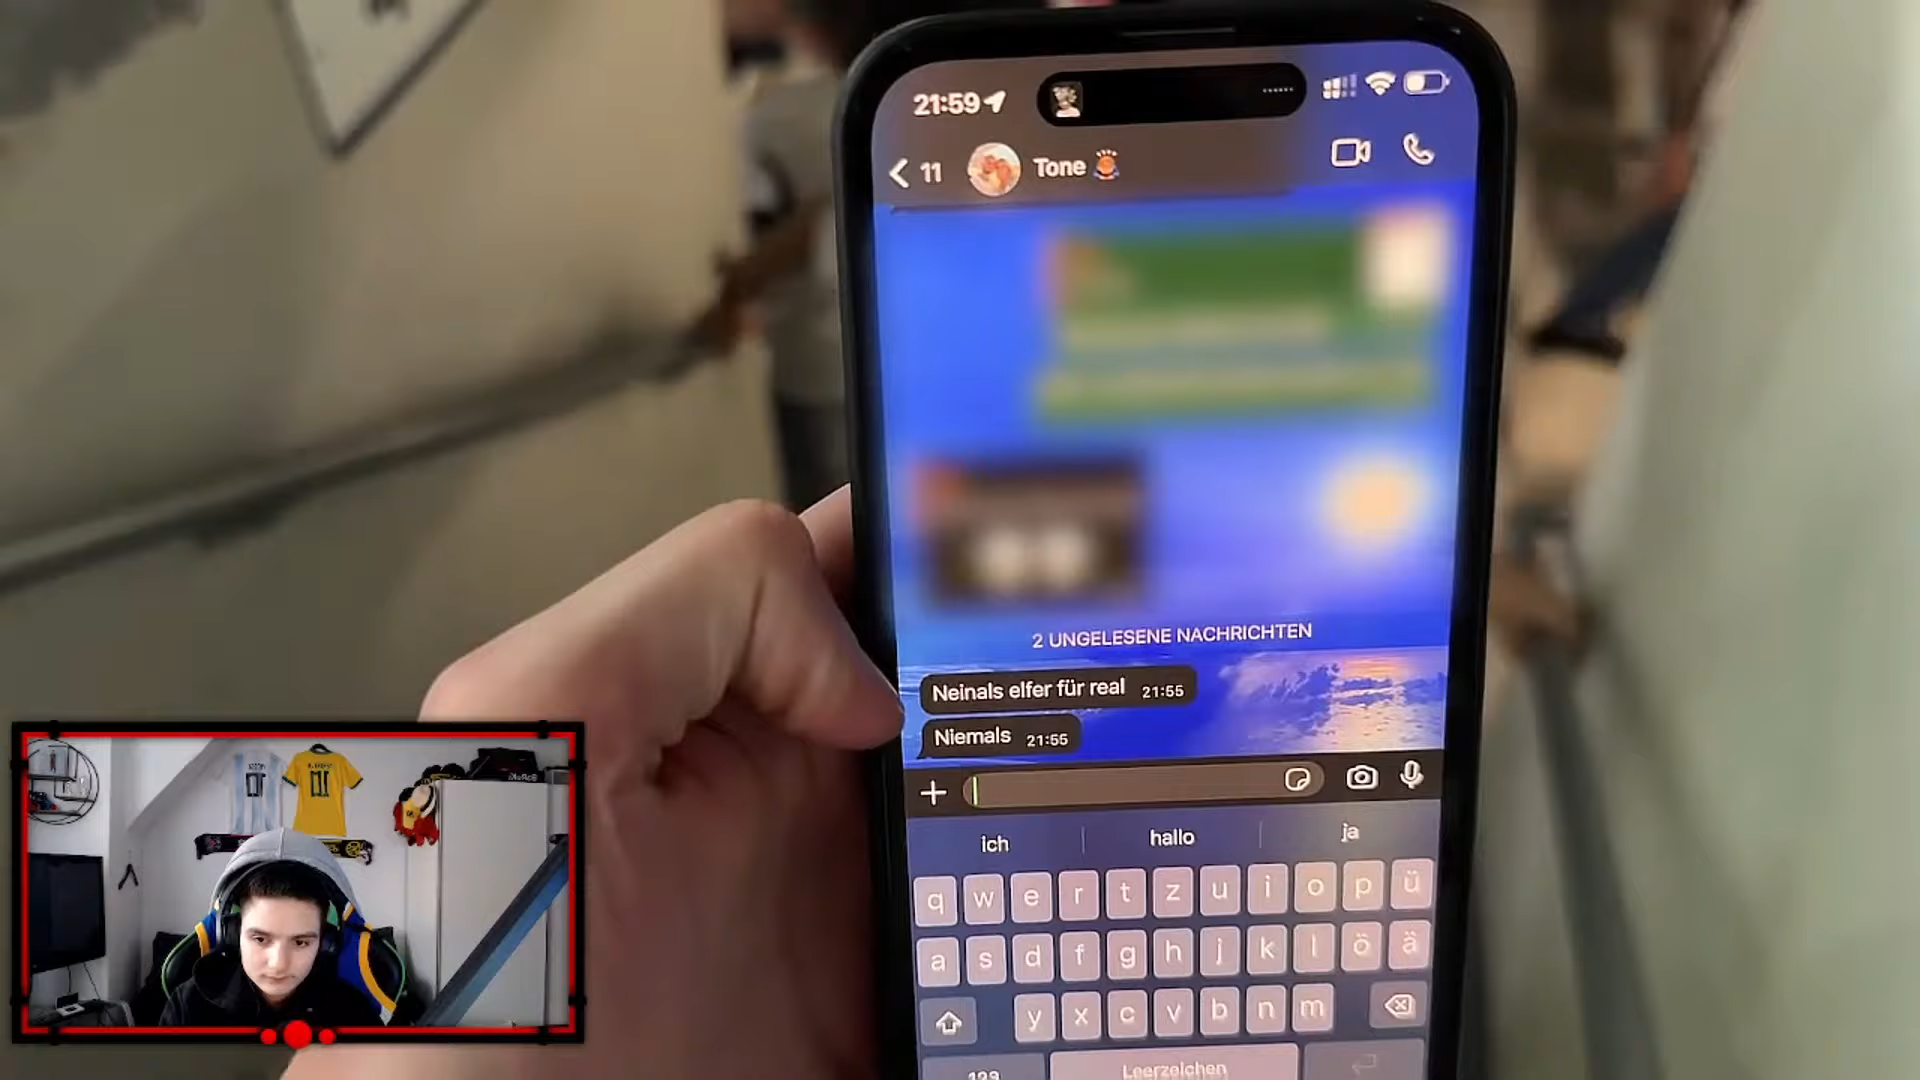 21:59
11
Tone
2 UNGELESENE NACHRICHTEN
Neinals elfer für real 21:55
Niemals 21:55
ich hallo ja
q w e r t z u i o p ü
a s d f g h j k l ö ä
y x c v b n m
123 Leerzeichen